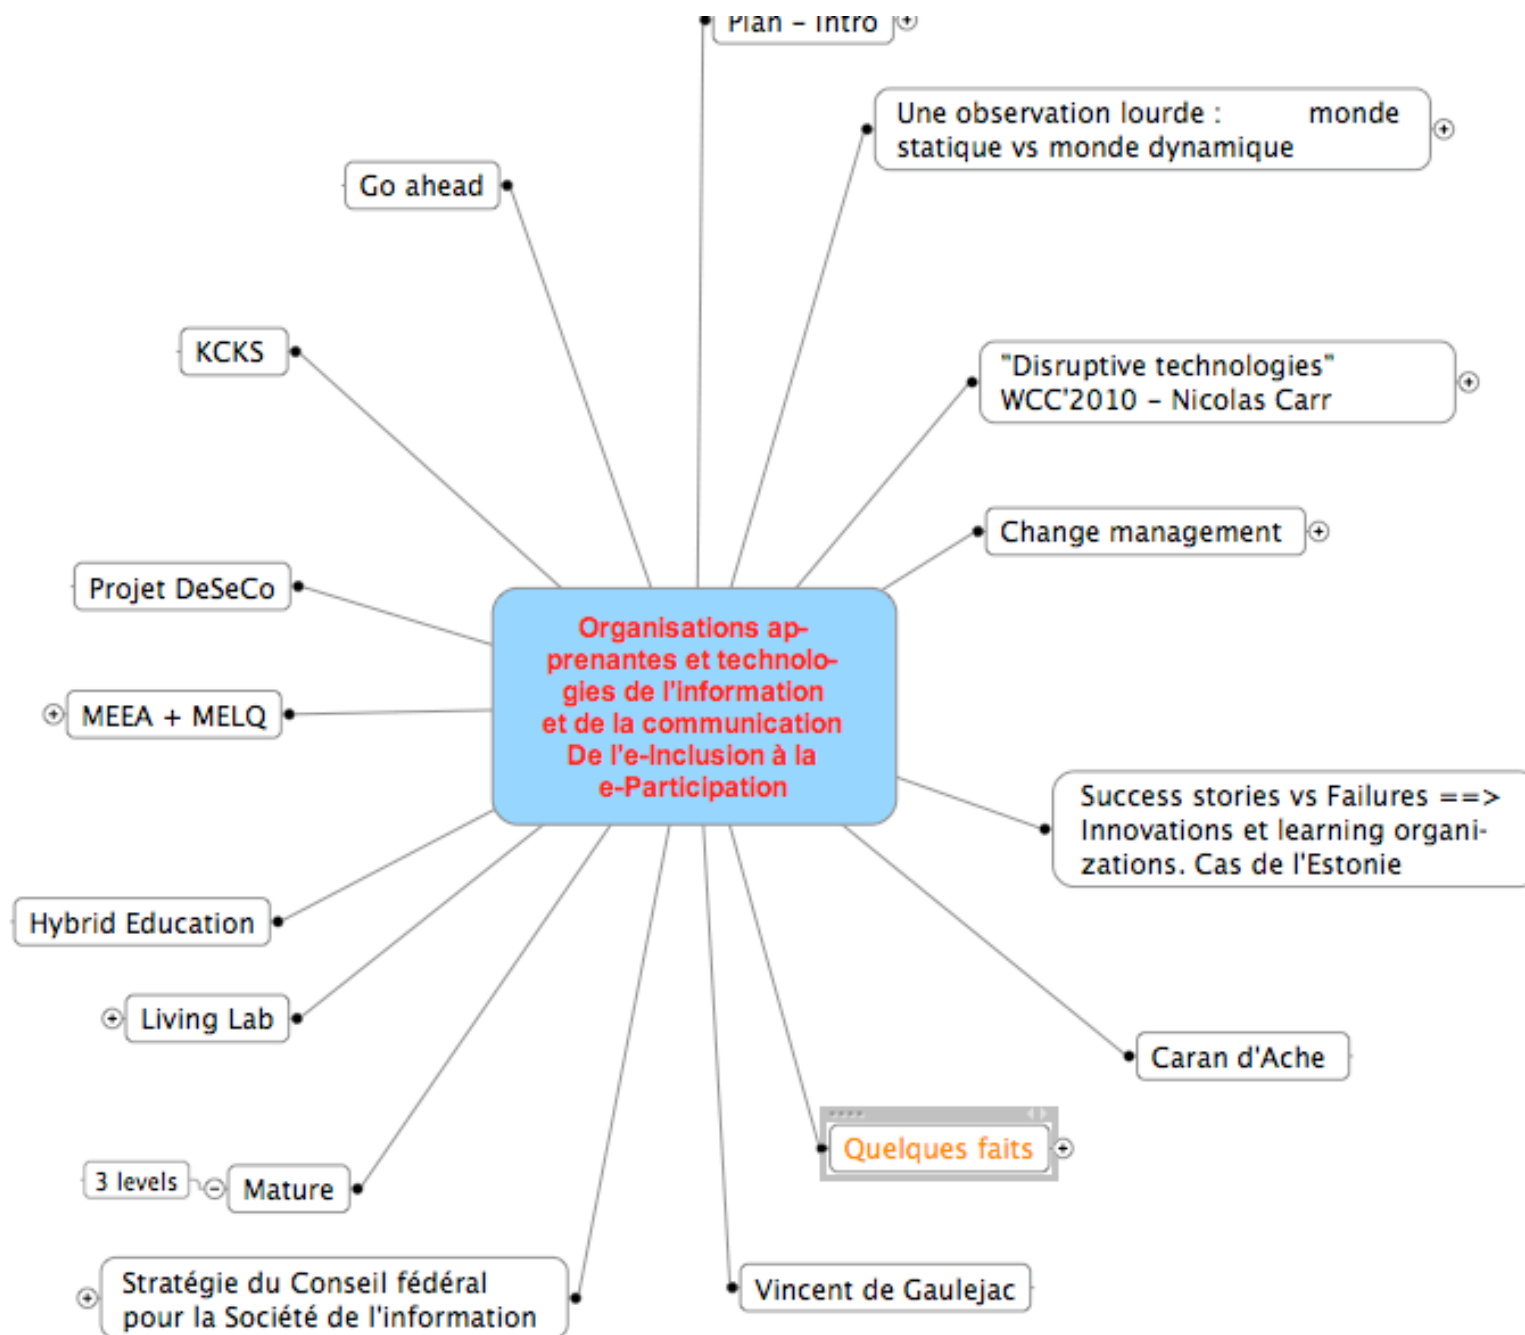 Plan – Intro
Une observation lourde : monde
statique vs monde dynamique
Go ahead
KCKS
"Disruptive technologies"
WCC'2010 – Nicolas Carr
Change management
Projet DeSeCo
Organisations ap-
prenantes et technolo-
gies de l'information
et de la communication
De l'e-Inclusion à la
e-Participation
MEEA + MELQ
Success stories vs Failures ==>
Innovations et learning organi-
zations. Cas de l'Estonie
Hybrid Education
Living Lab
Caran d'Ache
Quelques faits
3 levels
Mature
Stratégie du Conseil fédéral
pour la Société de l'information
Vincent de Gaulejac